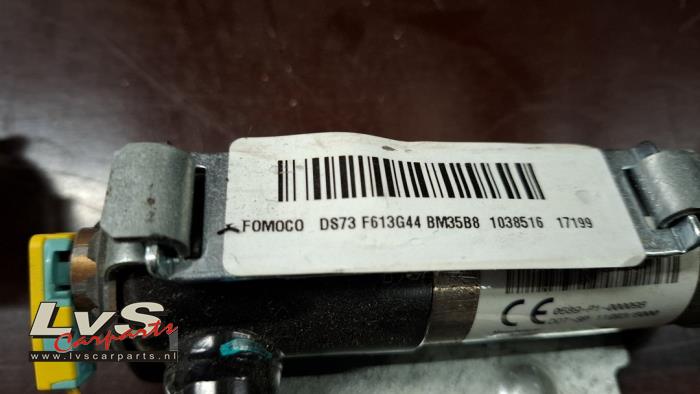 FOMOCO DS73 F613G44 BM35B8 1038516 17199
CE
LvS
Carparts
www.lvscarparts.nl